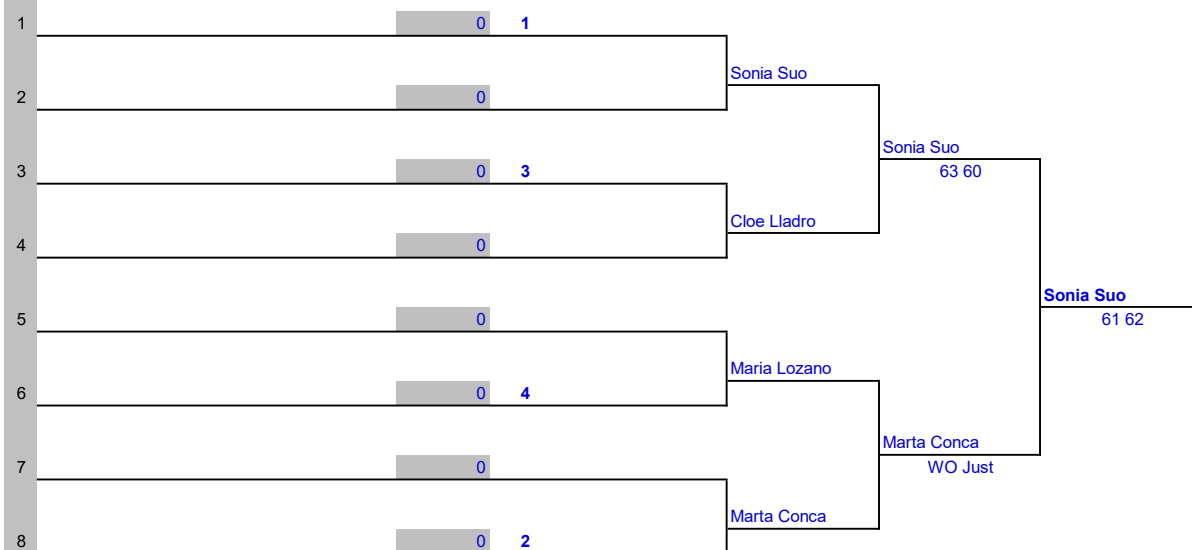 1 0 1
Sonia Suo
2 0
Sonia Suo
3 0 3
63 60
Cloe Lladro
4 0
Sonia Suo
5 0
61 62
Maria Lozano
6 0 4
Marta Conca
7 0
WO Just
Marta Conca
8 0 2